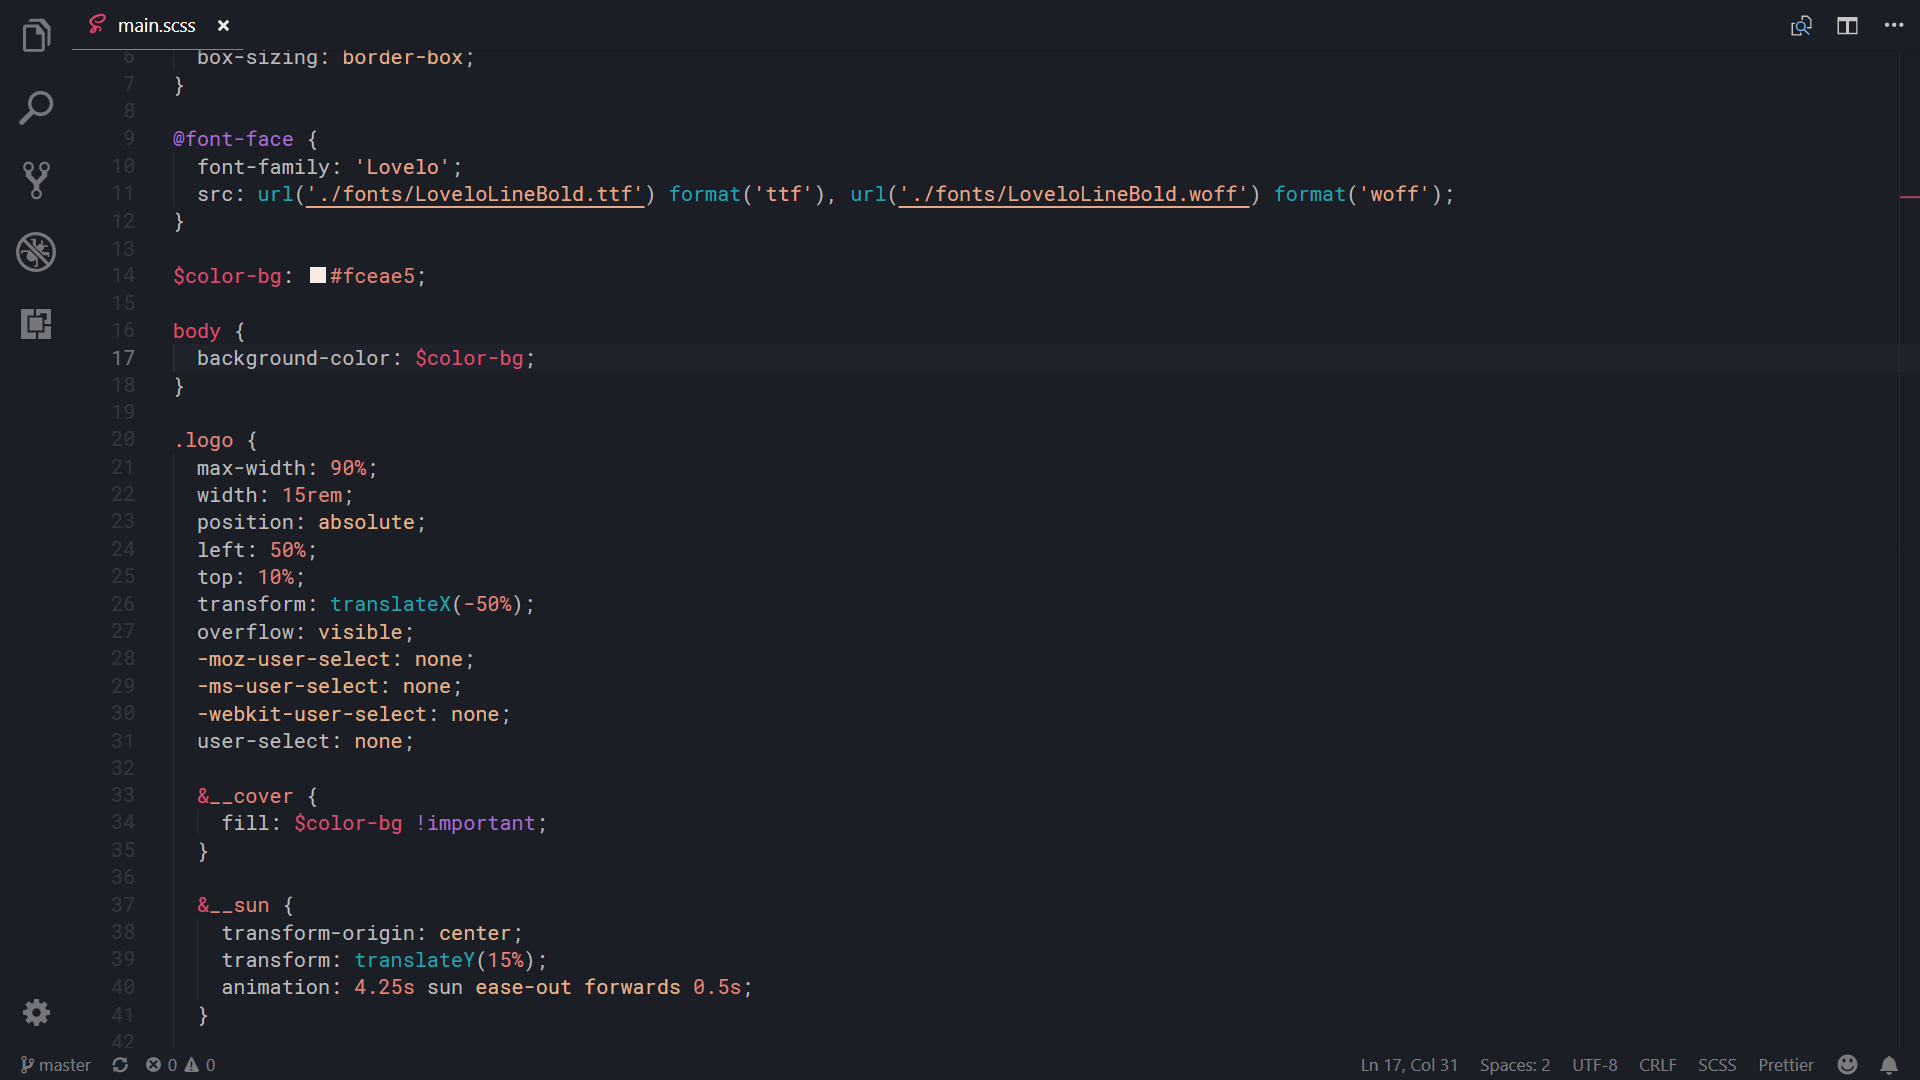 main.scss
6   box-sizing: border-box;
7 }
8
9 @font-face {
10   font-family: 'Lovelo';
11   src: url('./fonts/LoveloLineBold.ttf') format('ttf'), url('./fonts/LoveloLineBold.woff') format('woff');
12 }
13
14 $color-bg: #fceae5;
15
16 body {
17   background-color: $color-bg;
18 }
19
20 .logo {
21   max-width: 90%;
22   width: 15rem;
23   position: absolute;
24   left: 50%;
25   top: 10%;
26   transform: translateX(-50%);
27   overflow: visible;
28   -moz-user-select: none;
29   -ms-user-select: none;
30   -webkit-user-select: none;
31   user-select: none;
32
33   &__cover {
34     fill: $color-bg !important;
35   }
36
37   &__sun {
38     transform-origin: center;
39     transform: translateY(15%);
40     animation: 4.25s sun ease-out forwards 0.5s;
41   }
42
master 0 0 Ln 17, Col 31 Spaces: 2 UTF-8 CRLF SCSS Prettier